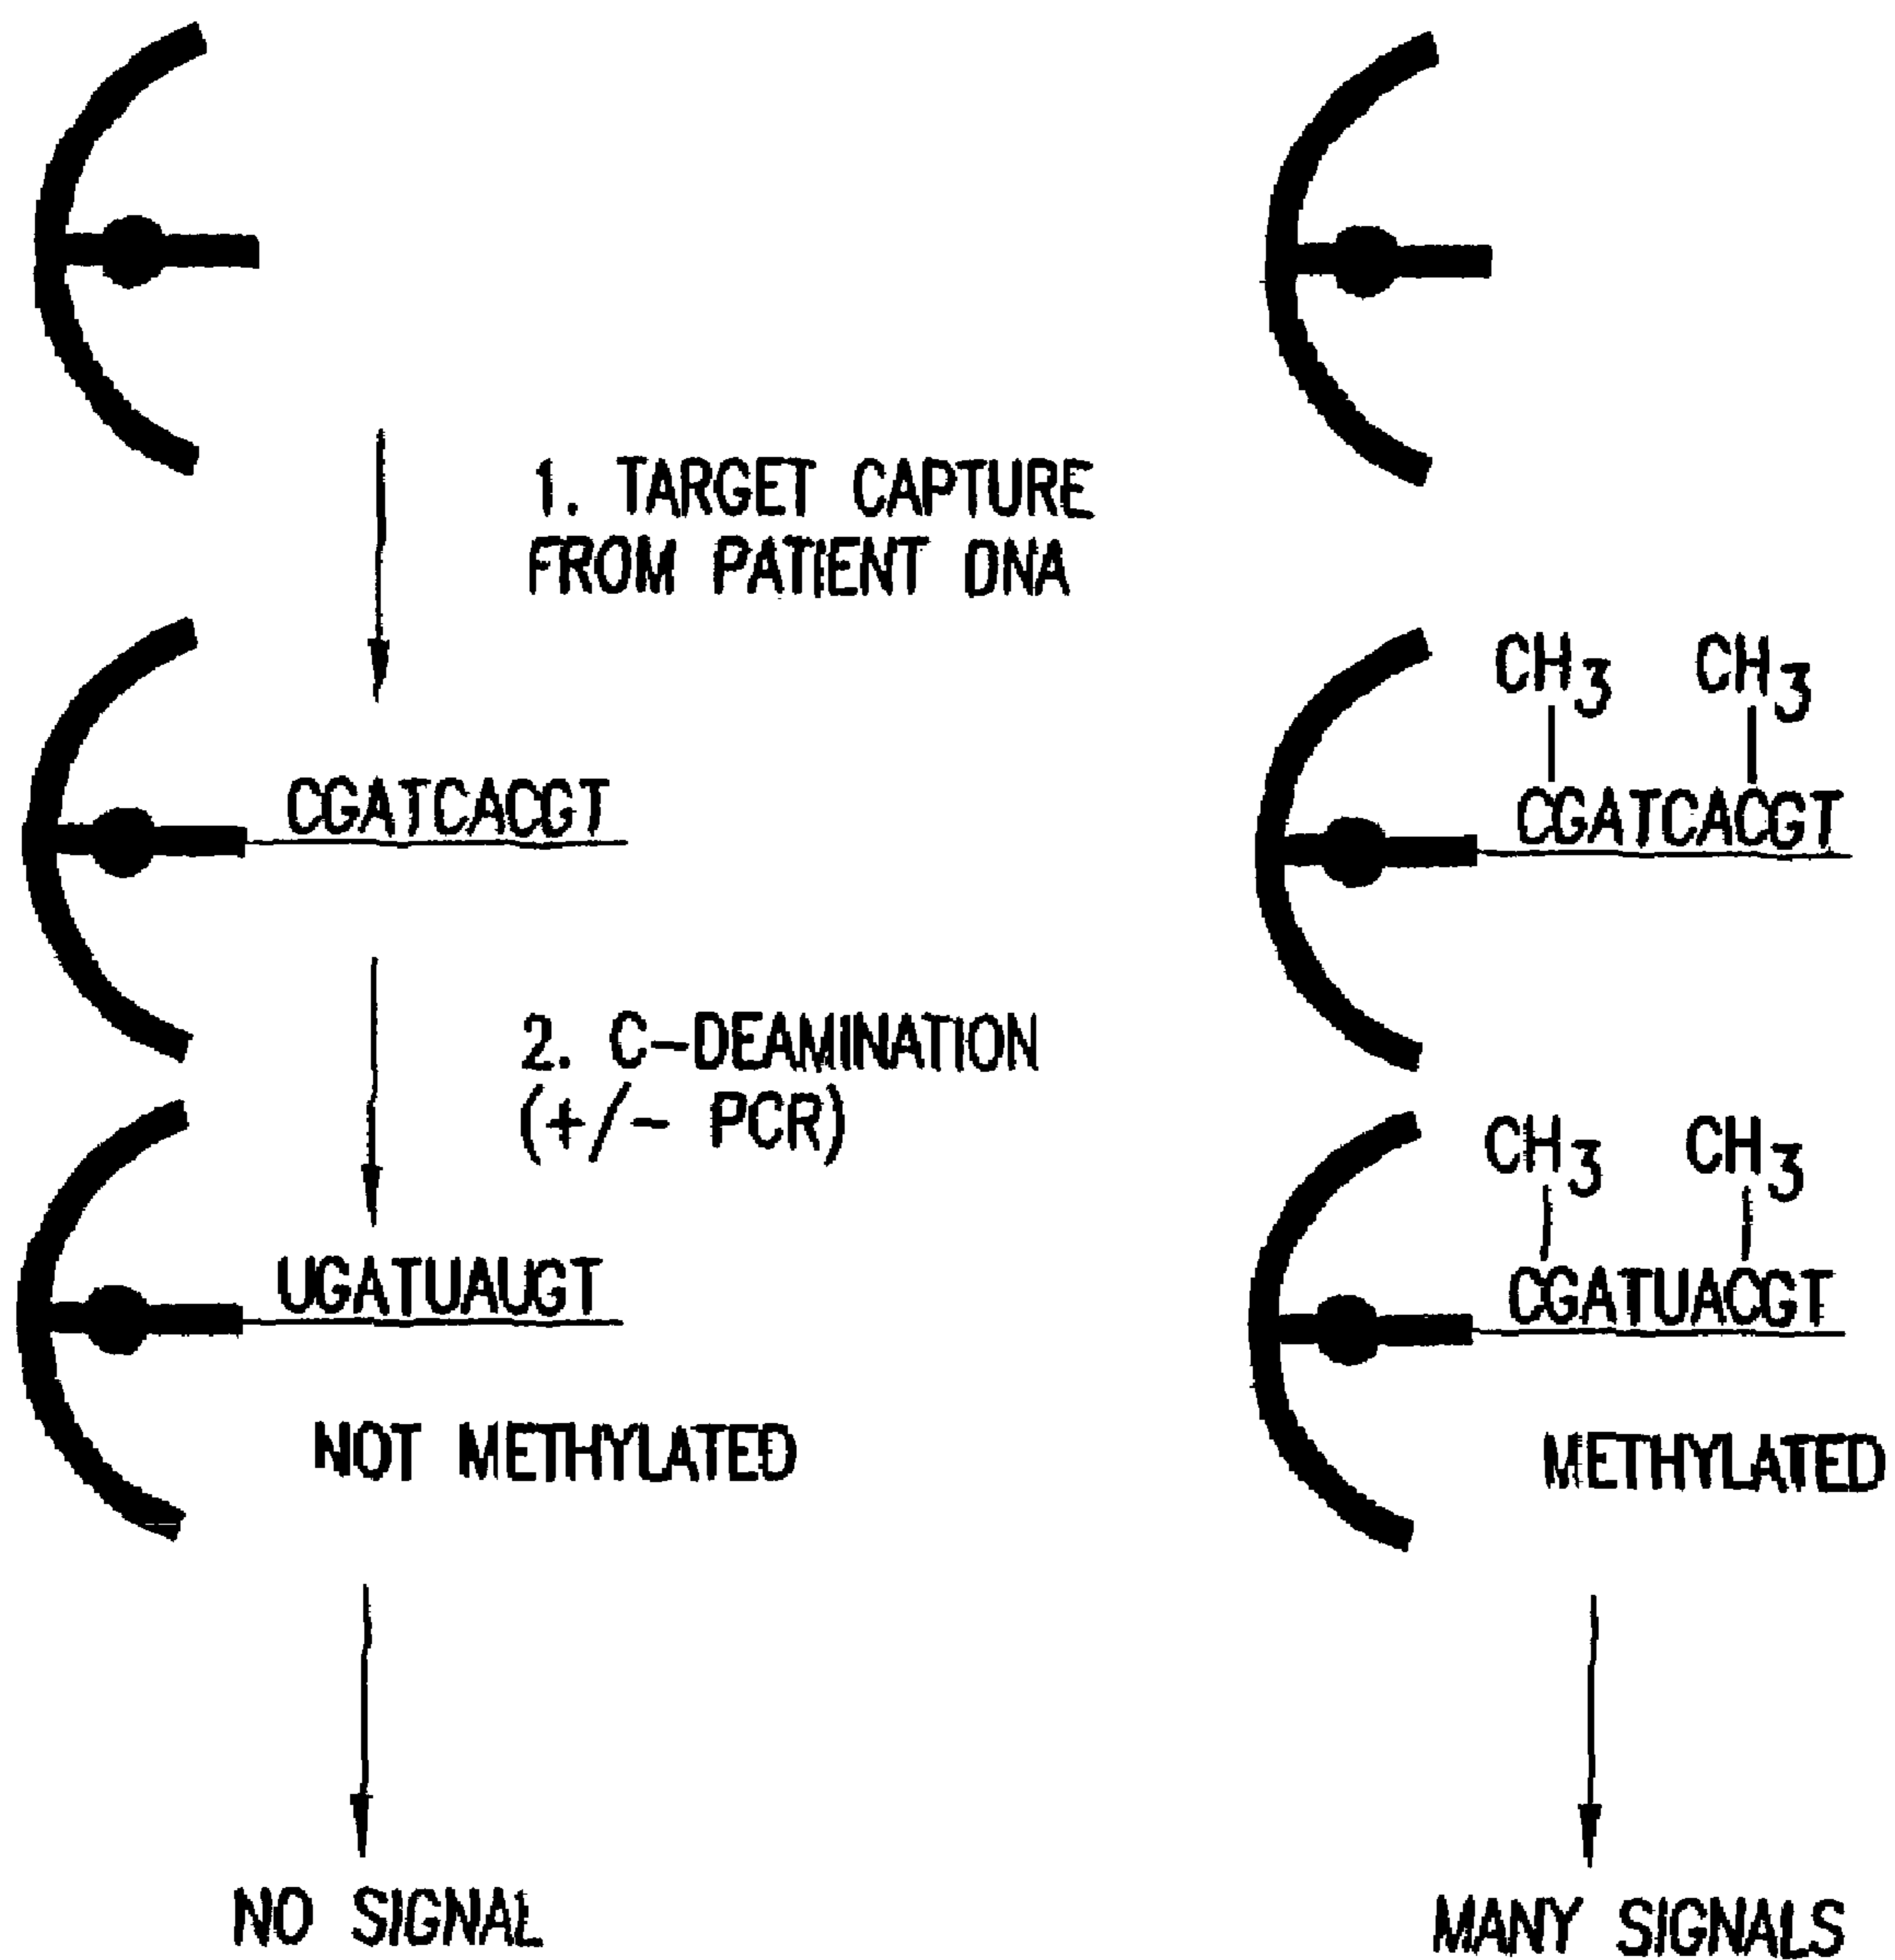 1. TARGET CAPTURE
FROM PATIENT DNA
CH3 CH3
CGATCACGT
CGATCACGT
2. C-DEAMINATION
(+/- PCR)
CH3 CH3
UGATUAUGT
CGATUACGT
NOT METHYLATED
METHYLATED
NO SIGNAL
MANY SIGNALS